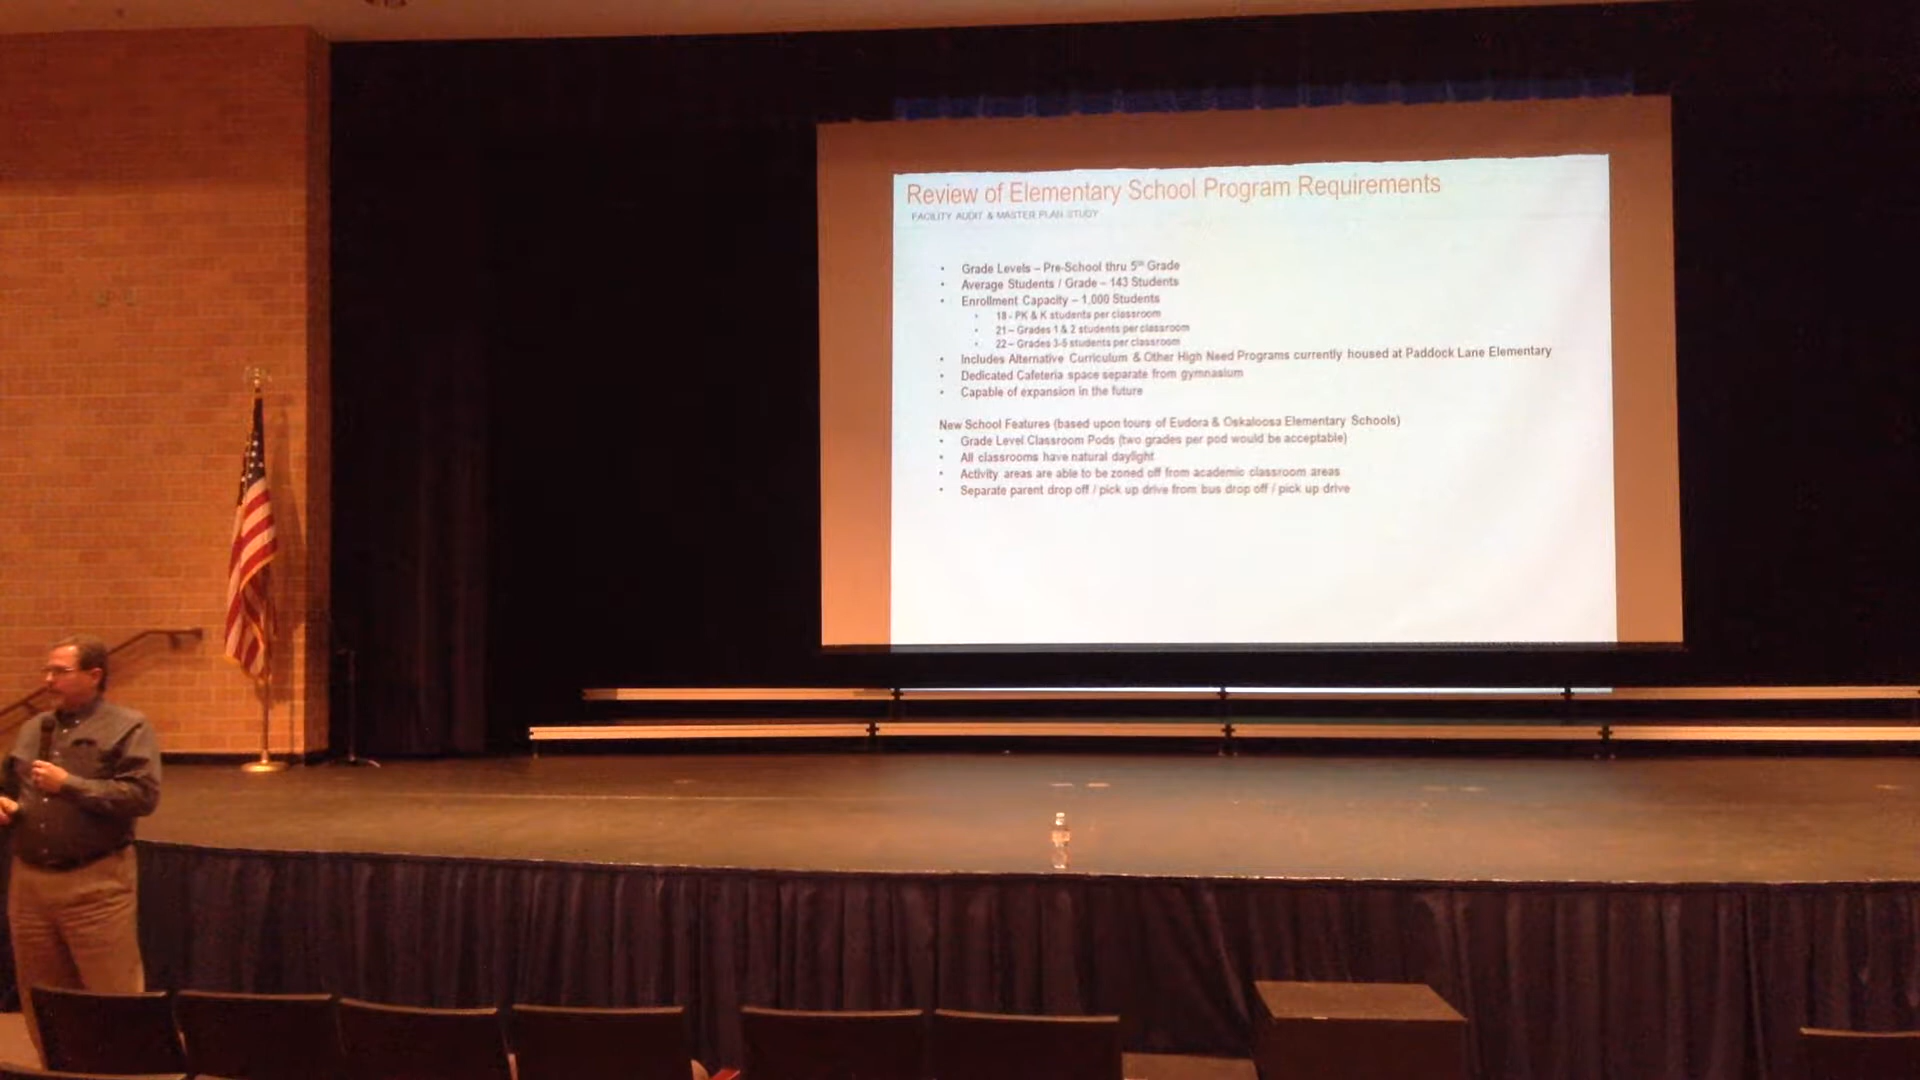 Review of Elementary School Program Requirements
FACILITY AUDIT & MASTER PLAN STUDY
• Grade Levels – Pre-School thru 5th Grade
• Average Students / Grade – 143 Students
• Enrollment Capacity – 1,000 Students
• 18 - PK & K students per classroom
• 21 – Grades 1 & 2 students per classroom
• 22 – Grades 3-5 students per classroom
• Includes Alternative Curriculum & Other High Need Programs currently housed at Paddock Lane Elementary
• Dedicated Cafeteria space separate from gymnasium
• Capable of expansion in the future
New School Features (based upon tours of Eudora & Oskaloosa Elementary Schools)
• Grade Level Classroom Pods (two grades per pod would be acceptable)
• All classrooms have natural daylight
• Activity areas are able to be zoned off from academic classroom areas
• Separate parent drop off / pick up drive from bus drop off / pick up drive